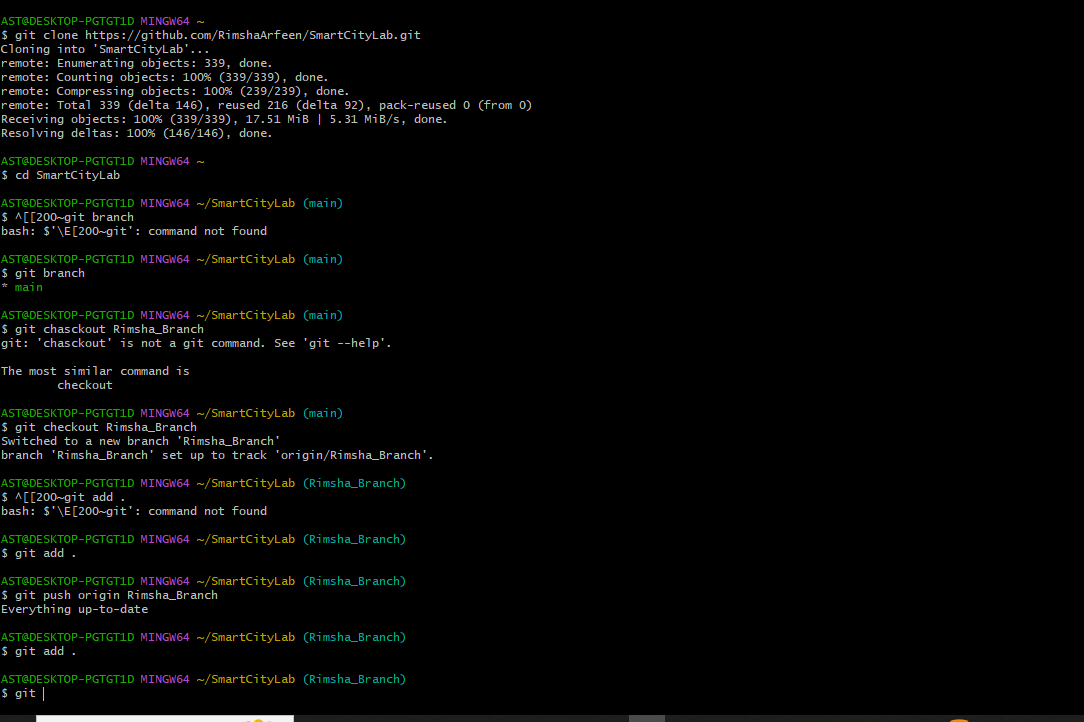 AST@DESKTOP-PGTGT1D MINGW64 ~
$ git clone https://github.com/RimshaArfeen/SmartCityLab.git
Cloning into 'SmartCityLab'...
remote: Enumerating objects: 339, done.
remote: Counting objects: 100% (339/339), done.
remote: Compressing objects: 100% (239/239), done.
remote: Total 339 (delta 146), reused 216 (delta 92), pack-reused 0 (from 0)
Receiving objects: 100% (339/339), 17.51 MiB | 5.31 MiB/s, done.
Resolving deltas: 100% (146/146), done.
AST@DESKTOP-PGTGT1D MINGW64 ~
$ cd SmartCityLab
AST@DESKTOP-PGTGT1D MINGW64 ~/SmartCityLab (main)
$ ^[[200~git branch
bash: $'\E[200~git': command not found
AST@DESKTOP-PGTGT1D MINGW64 ~/SmartCityLab (main)
$ git branch
* main
AST@DESKTOP-PGTGT1D MINGW64 ~/SmartCityLab (main)
$ git chasckout Rimsha_Branch
git: 'chasckout' is not a git command. See 'git --help'.
The most similar command is
checkout
AST@DESKTOP-PGTGT1D MINGW64 ~/SmartCityLab (main)
$ git checkout Rimsha_Branch
Switched to a new branch 'Rimsha_Branch'
branch 'Rimsha_Branch' set up to track 'origin/Rimsha_Branch'.
AST@DESKTOP-PGTGT1D MINGW64 ~/SmartCityLab (Rimsha_Branch)
$ ^[[200~git add .
bash: $'\E[200~git': command not found
AST@DESKTOP-PGTGT1D MINGW64 ~/SmartCityLab (Rimsha_Branch)
$ git add .
AST@DESKTOP-PGTGT1D MINGW64 ~/SmartCityLab (Rimsha_Branch)
$ git push origin Rimsha_Branch
Everything up-to-date
AST@DESKTOP-PGTGT1D MINGW64 ~/SmartCityLab (Rimsha_Branch)
$ git add .
AST@DESKTOP-PGTGT1D MINGW64 ~/SmartCityLab (Rimsha_Branch)
$ git